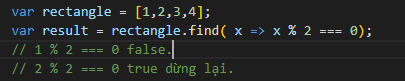 var rectangle = [1,2,3,4];
var result = rectangle.find( x => x % 2 === 0);
// 1 % 2 === 0 false.
// 2 % 2 === 0 true dừng lại.